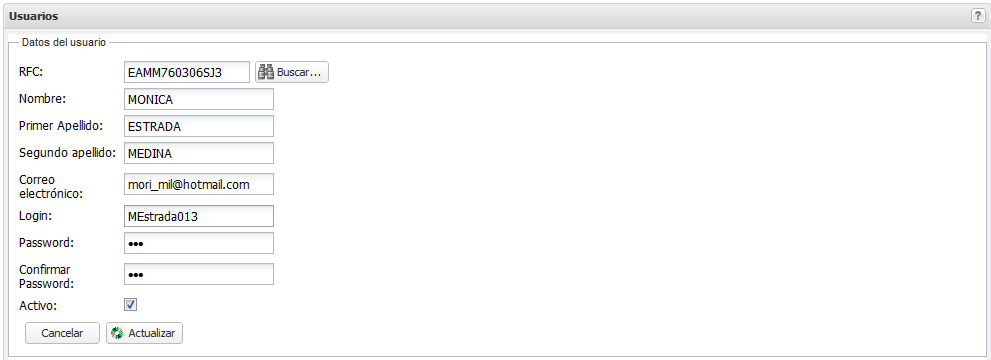 Usuarios
?
Datos del usuario
RFC: EAMM760306SJ3 Buscar...
Nombre: MONICA
Primer Apellido: ESTRADA
Segundo apellido: MEDINA
Correo
electrónico: mori_mil@hotmail.com
Login: MEstrada013
Password: •••
Confirmar
Password: •••
Activo:
Cancelar Actualizar